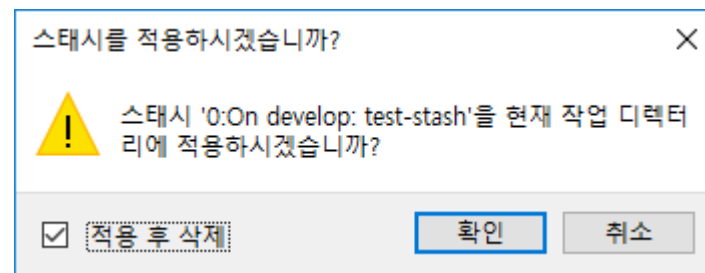 스태시를 적용하시겠습니까?
스태시 '0:On develop: test-stash'을 현재 작업 디렉터
리에 적용하시겠습니까?
적용 후 삭제
확인
취소